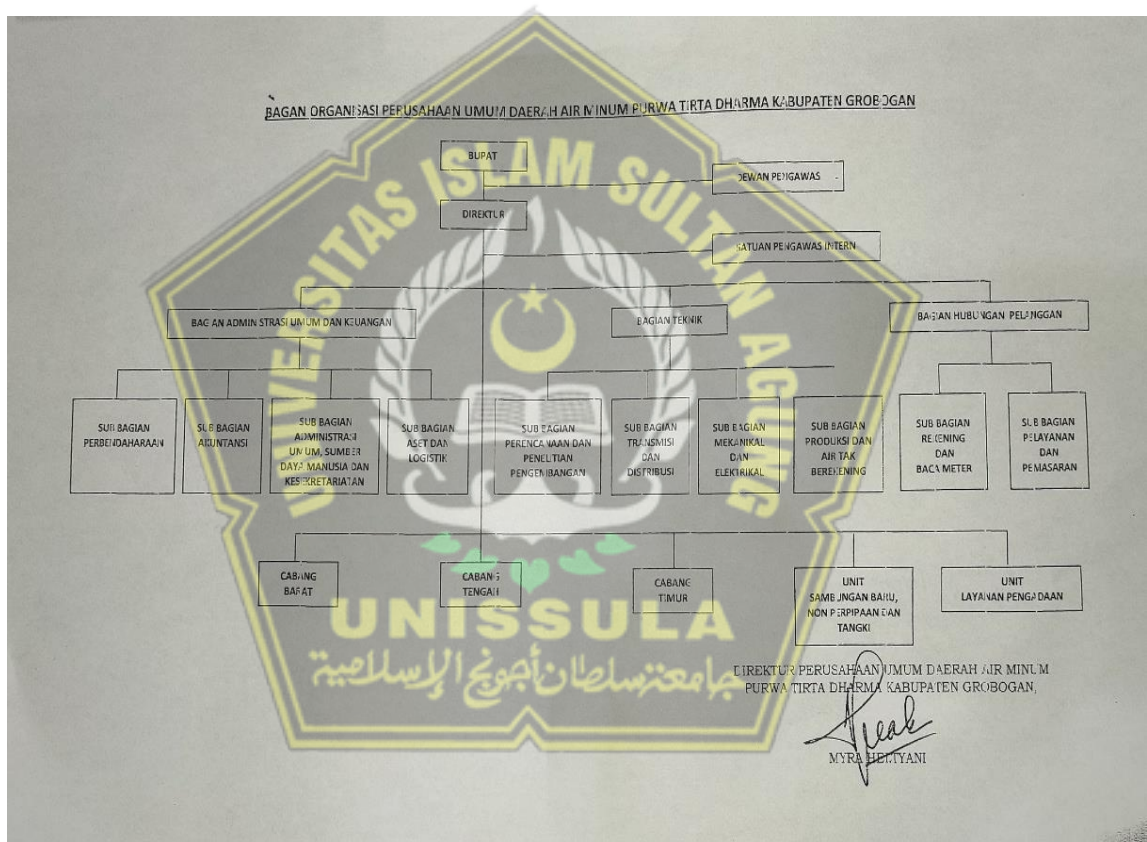 BAGAN ORGANISASI PERUSAHAAN UMUM DAERAH AIR MINUM PURWA TIRTA DHARMA KABUPATEN GROBOGAN
BUPAT
DEWAN PENGAWAS
DIREKTUR
SATUAN PENGAWAS INTERN
BAGIAN ADMINISTRASI UMUM DAN KEUANGAN
BAGIAN TEKNIK
BAGIAN HUBUNGAN PELANGGAN
SUB BAGIAN
PERBENDAHARAAN
SUB BAGIAN
AKUNTANSI
SUB BAGIAN
ADMINISTRASI
UMUM, SUMBER
DAYA MANUSIA DAN
KESEKRETARIATAN
SUB BAGIAN
ASET DAN
LOGISTIK
SUB BAGIAN
PERENCANAAN DAN
PENELITIAN
PENGEMBANGAN
SUB BAGIAN
TRANSMISI
DAN
DISTRIBUSI
SUB BAGIAN
MEKANIKAL
DAN
ELEKTRIKAL
SUB BAGIAN
PRODUKSI DAN
AIR TAK
BEREKENING
SUB BAGIAN
REKENING
DAN
BACA METER
SUB BAGIAN
PELAYANAN
DAN
PEMASARAN
CABANG
BARAT
CABANG
TENGAH
CABANG
TIMUR
UNIT
SAMBUNGAN BARU,
NON PERPIPAAN DAN
TANGKI
UNIT
LAYANAN PENGADAAN
DIREKTUR PERUSAHAAN UMUM DAERAH AIR MINUM
PURWA TIRTA DHARMA KABUPATEN GROBOGAN,
MYRA
UNIVERSITAS ISLAM SULTAN AGUNG
UNISSULA
جامعة سلطان أجونج الإسلامية